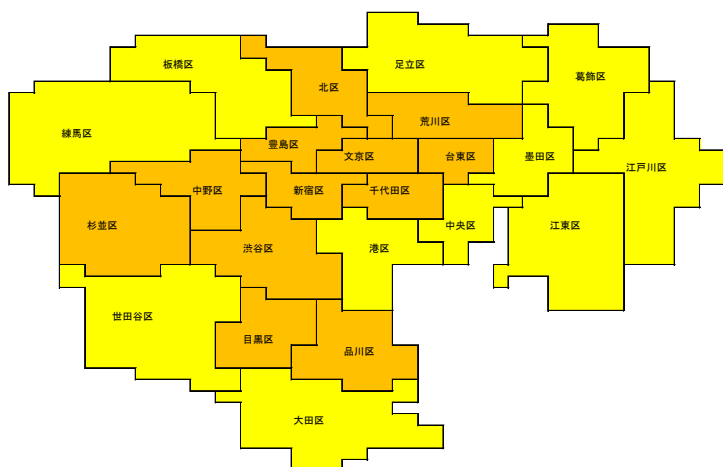 足立区
板橋区
葛飾区
北区
荒川区
練馬区
豊島区
文京区
台東区
墨田区
江戸川区
中野区
新宿区
千代田区
杉並区
渋谷区
港区
中央区
江東区
世田谷区
目黒区
品川区
大田区